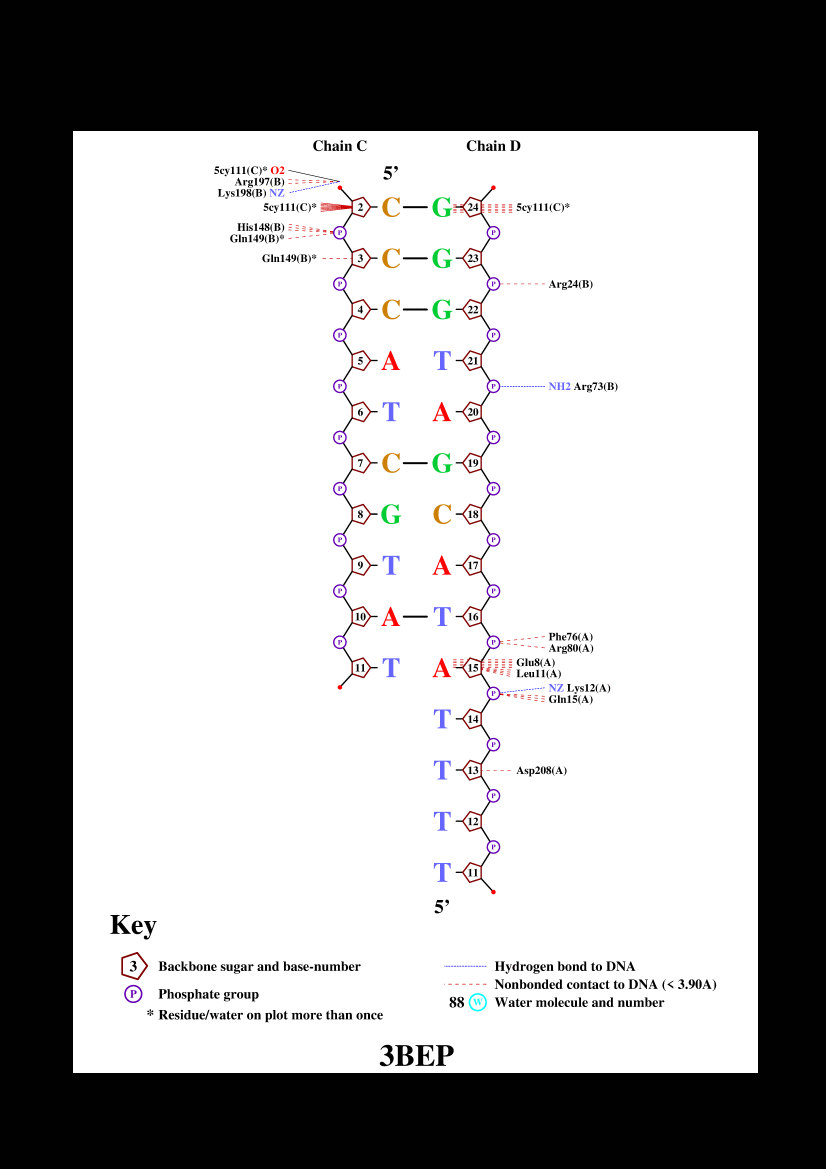 Chain C Chain D
5'
5cy111(C)* O2
Arg197(B)
Lys198(B) NZ
5cy111(C)* 2 C G 24 5cy111(C)*
His148(B)
P P
Gln149(B)*
Gln149(B)* 3 C G 23
P P Arg24(B)
4 C G 22
P P
5 A T 21
P P NH2 Arg73(B)
6 T A 20
P P
7 C G 19
P P
8 G C 18
P P
9 T A 17
P P
10 A T 16
Phe76(A)
P P
Arg80(A)
Glu8(A)
11 T A 15
Leu11(A)
NZ Lys12(A)
P
Gln15(A)
T 14
P
T 13 Asp208(A)
P
T 12
P
T 11
5'
Key
3 Backbone sugar and base-number
P Phosphate group
* Residue/water on plot more than once
Hydrogen bond to DNA
Nonbonded contact to DNA (< 3.90A)
88 W Water molecule and number
3BEP